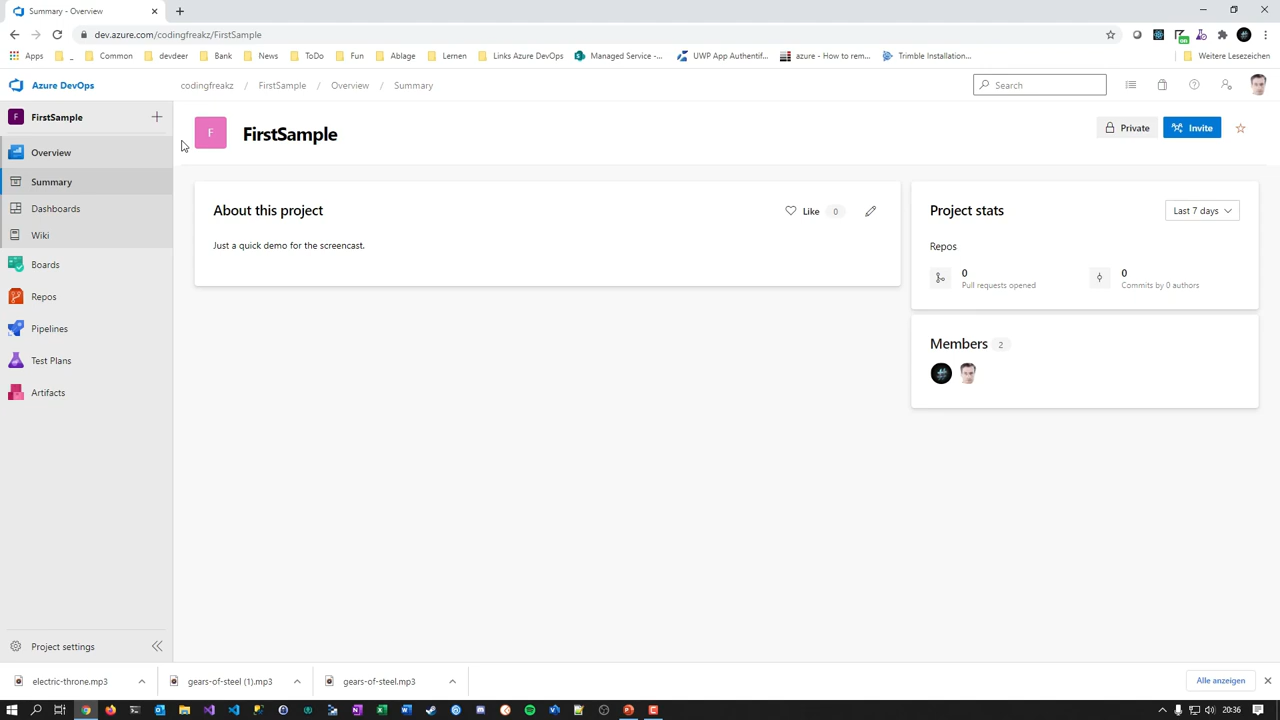 Summary - Overview
dev.azure.com/codingfreakz/FirstSample
Apps _ Common devdeer Bank News ToDo Fun Ablage Lernen Links Azure DevOps Managed Service -... UWP App Authentif... azure - How to rem... Trimble Installation... Weitere Lesezeichen
Azure DevOps codingfreakz / FirstSample / Overview / Summary Search
F FirstSample
F FirstSample Private Invite
Overview
Summary
Dashboards
Wiki
Boards
Repos
Pipelines
Test Plans
Artifacts
About this project Like 0
Just a quick demo for the screencast.
Project stats Last 7 days
Repos
0 0
Pull requests opened Commits by 0 authors
Members 2
Project settings
electric-throne.mp3 gears-of-steel (1).mp3 gears-of-steel.mp3 Alle anzeigen
20:36